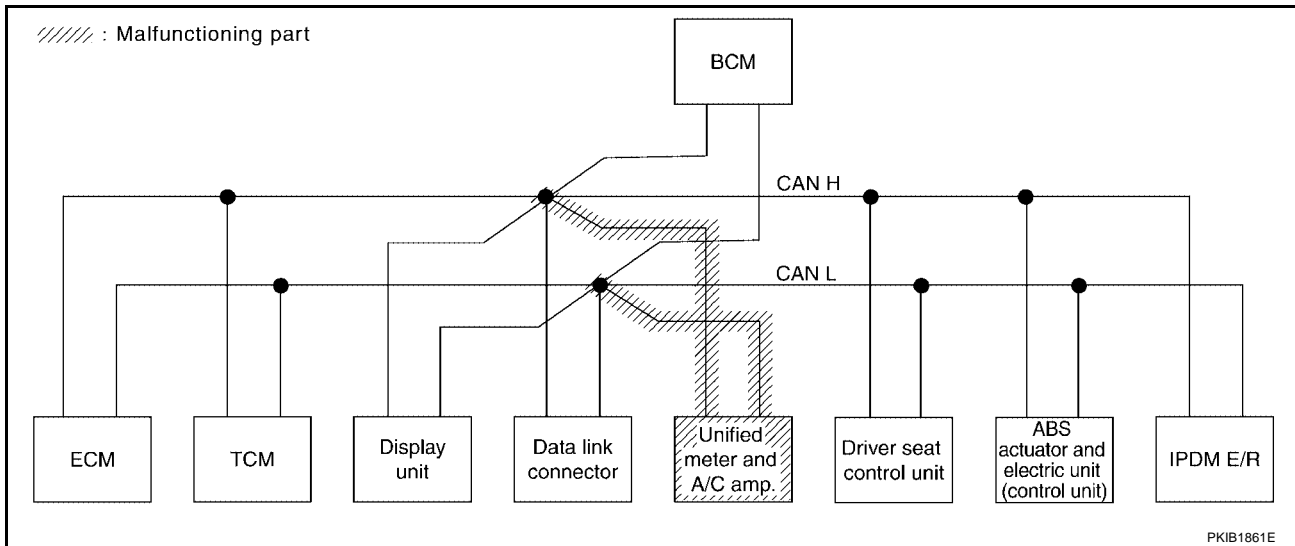 : Malfunctioning part
BCM
CAN H
CAN L
ECM
TCM
Display
unit
Data link
connector
Unified
meter and
A/C amp.
Driver seat
control unit
ABS
actuator and
electric unit
(control unit)
IPDM E/R
PKIB1861E